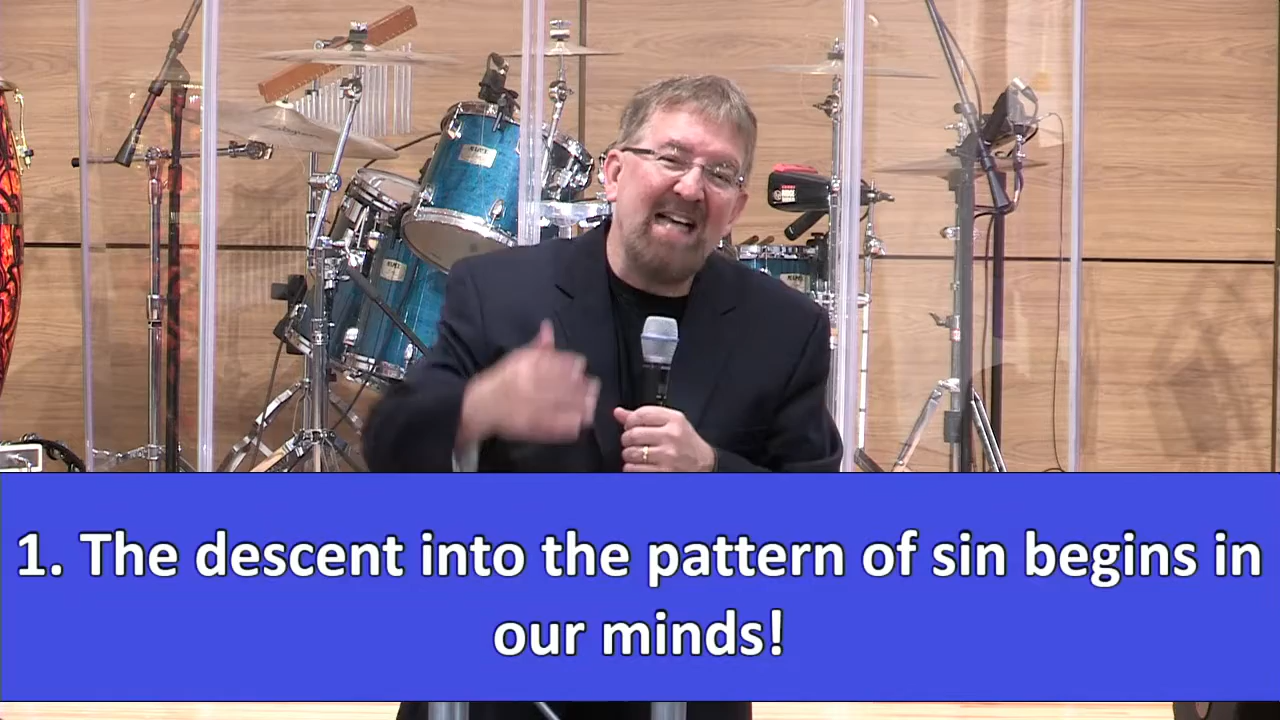 1. The descent into the pattern of sin begins in
our minds!